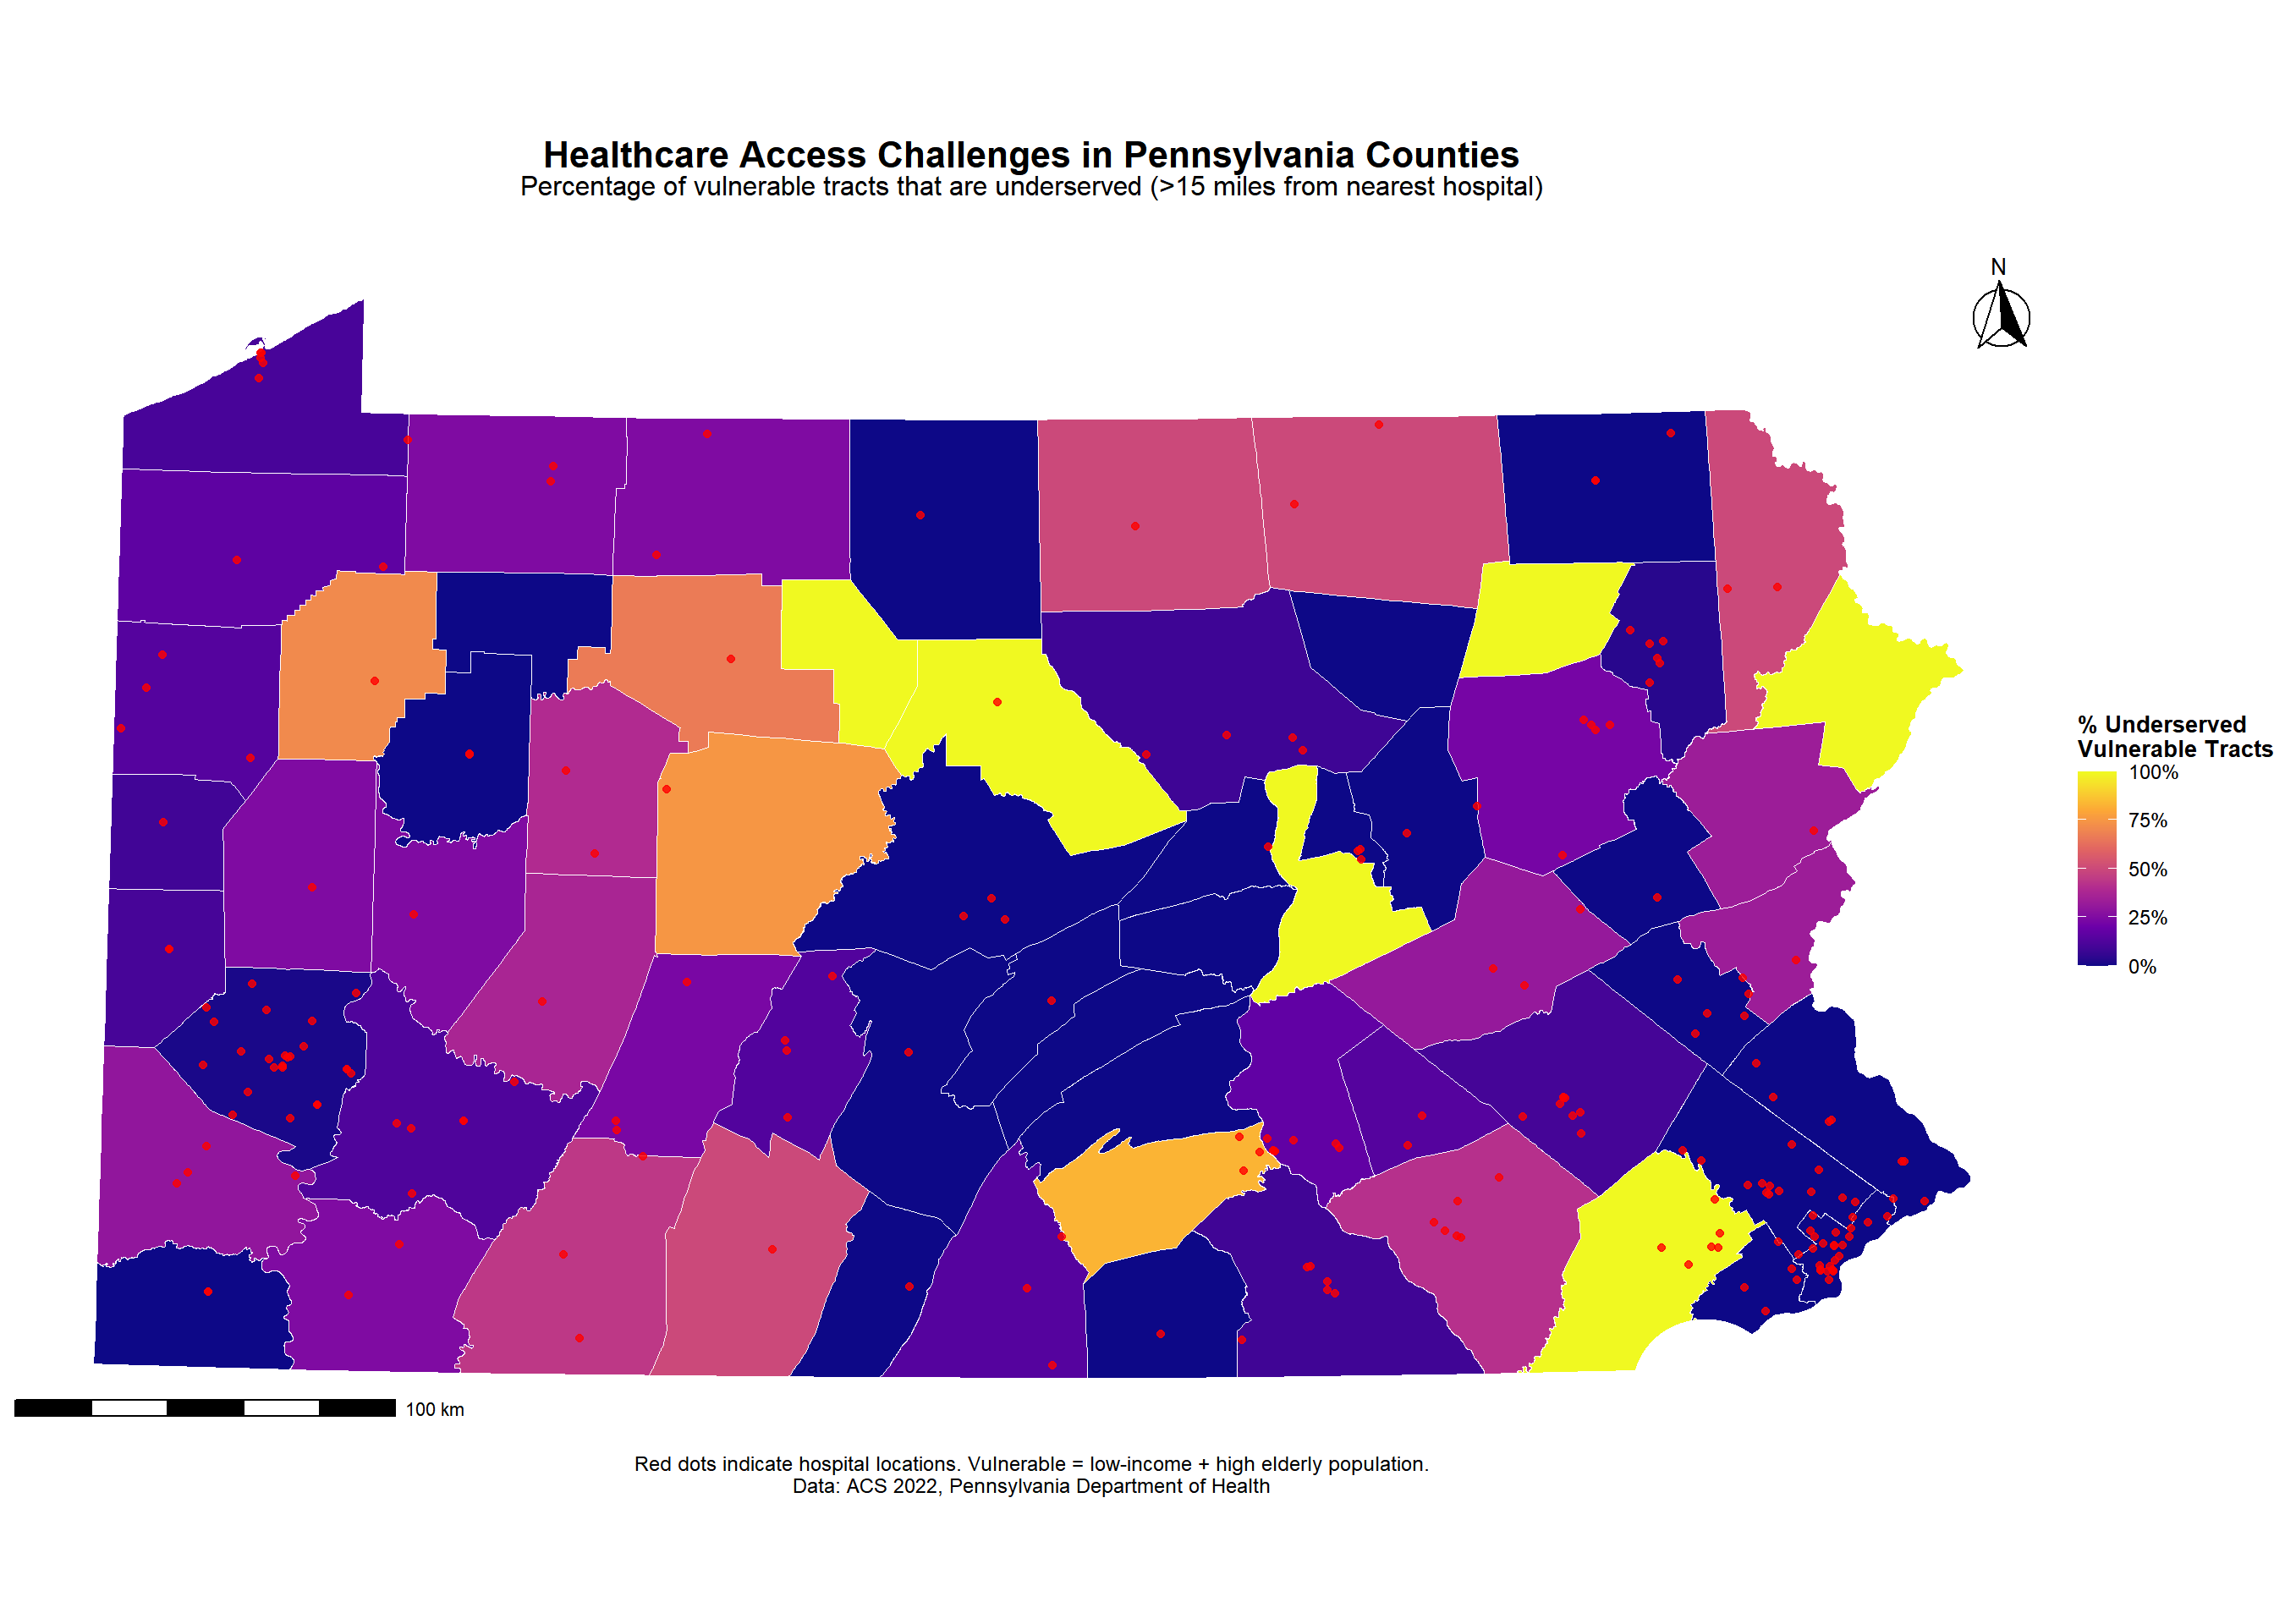 Healthcare Access Challenges in Pennsylvania Counties
Percentage of vulnerable tracts that are underserved (>15 miles from nearest hospital)
N
% Underserved
Vulnerable Tracts
100%
75%
50%
25%
0%
100 km
Red dots indicate hospital locations. Vulnerable = low-income + high elderly population.
Data: ACS 2022, Pennsylvania Department of Health